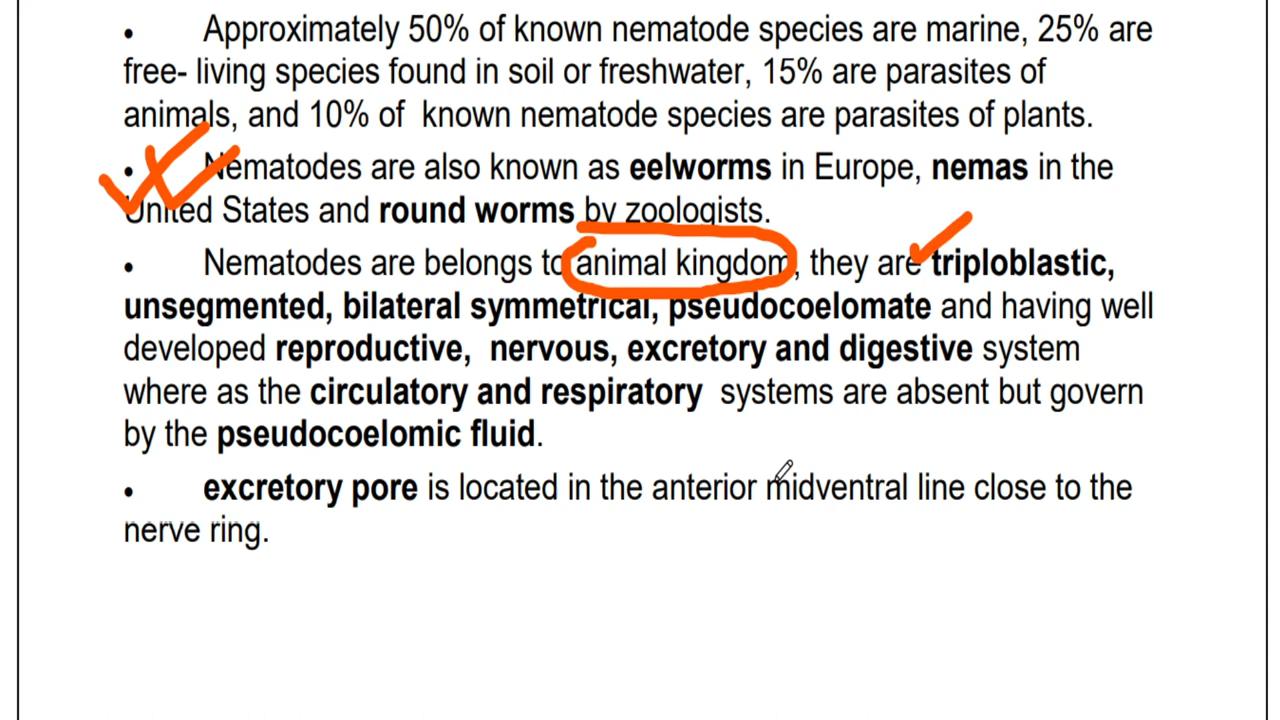 • Approximately 50% of known nematode species are marine, 25% are
free- living species found in soil or freshwater, 15% are parasites of
animals, and 10% of known nematode species are parasites of plants.
• Nematodes are also known as eelworms in Europe, nemas in the
United States and round worms by zoologists.
• Nematodes are belongs to animal kingdom, they are triploblastic,
unsegmented, bilateral symmetrical, pseudocoelomate and having well
developed reproductive, nervous, excretory and digestive system
where as the circulatory and respiratory systems are absent but govern
by the pseudocoelomic fluid.
• excretory pore is located in the anterior midventral line close to the
nerve ring.